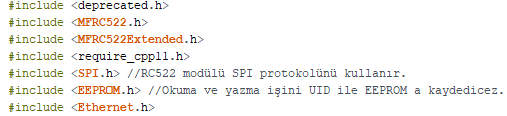 #include <deprecated.h>
#include <MFRC522.h>
#include <MFRC522Extended.h>
#include <require_cpp11.h>
#include <SPI.h> //RC522 modülü SPI protokolünü kullanır.
#include <EEPROM.h> //Okuma ve yazma işini UID ile EEPROM a kaydedicez.
#include <Ethernet.h>